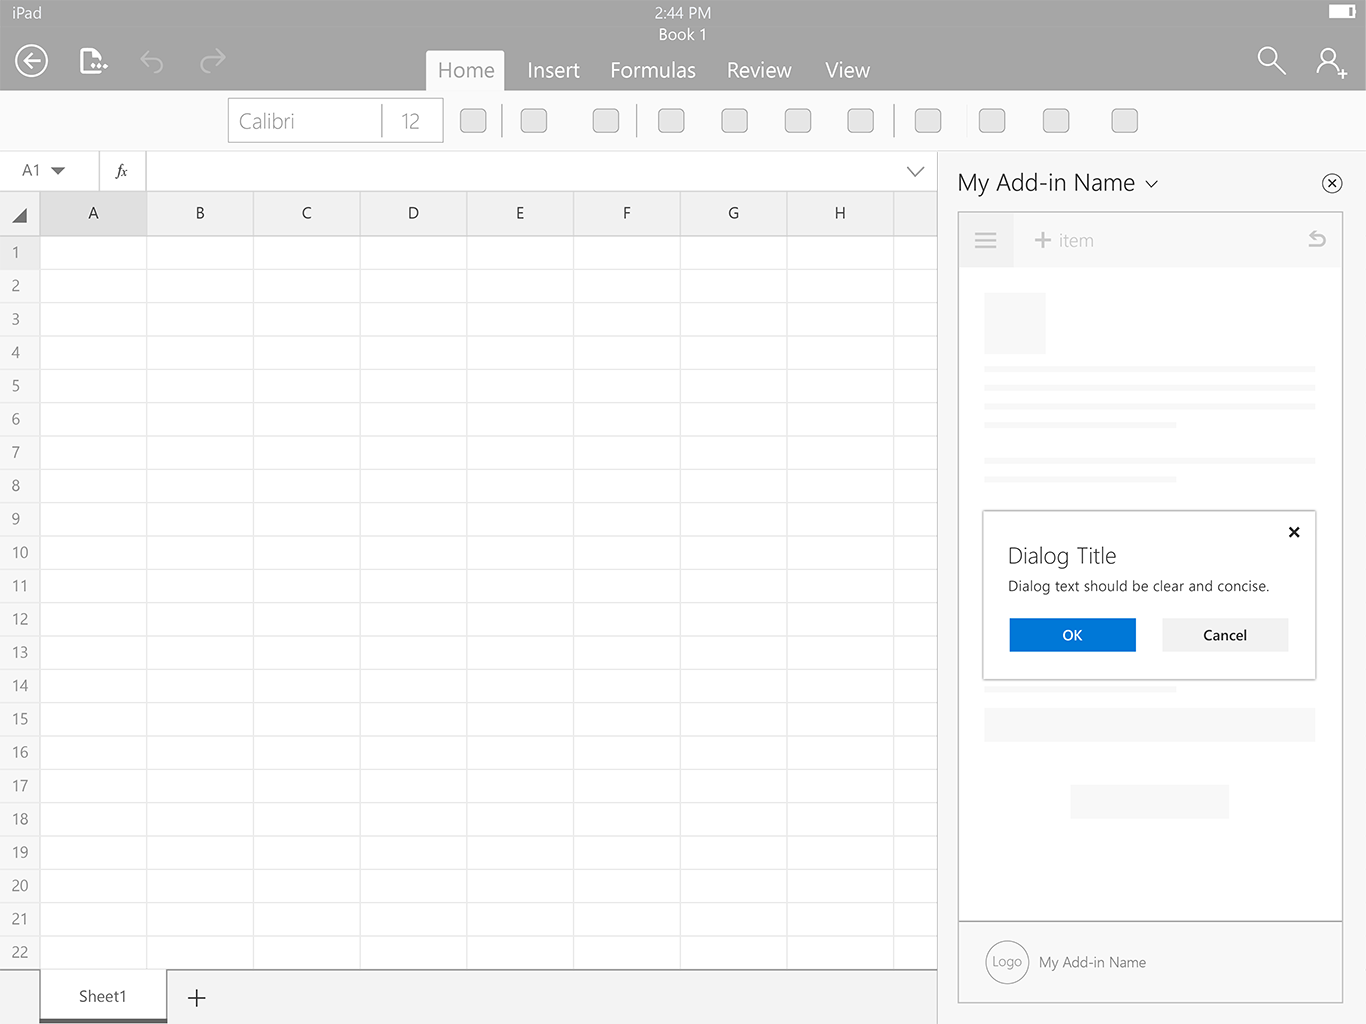 iPad
2:44 PM
Book 1
Home Insert Formulas Review View
Calibri 12
A1 fx
My Add-in Name
A B C D E F G H
+ item
1
2
3
4
5
6
7
8
9
10
11
12
13
14
15
16
17
18
19
20
21
22
Dialog Title
Dialog text should be clear and concise.
OK Cancel
Logo My Add-in Name
Sheet1 +